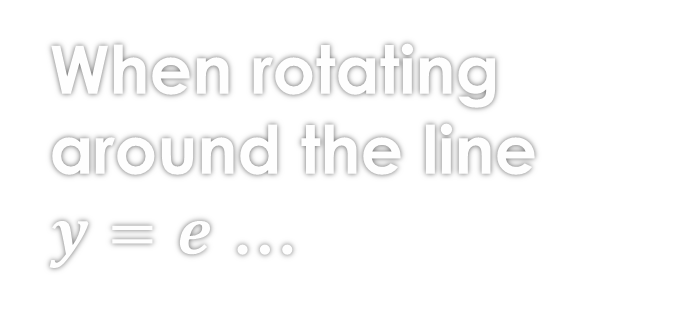 When rotating
around the line
y = e ...